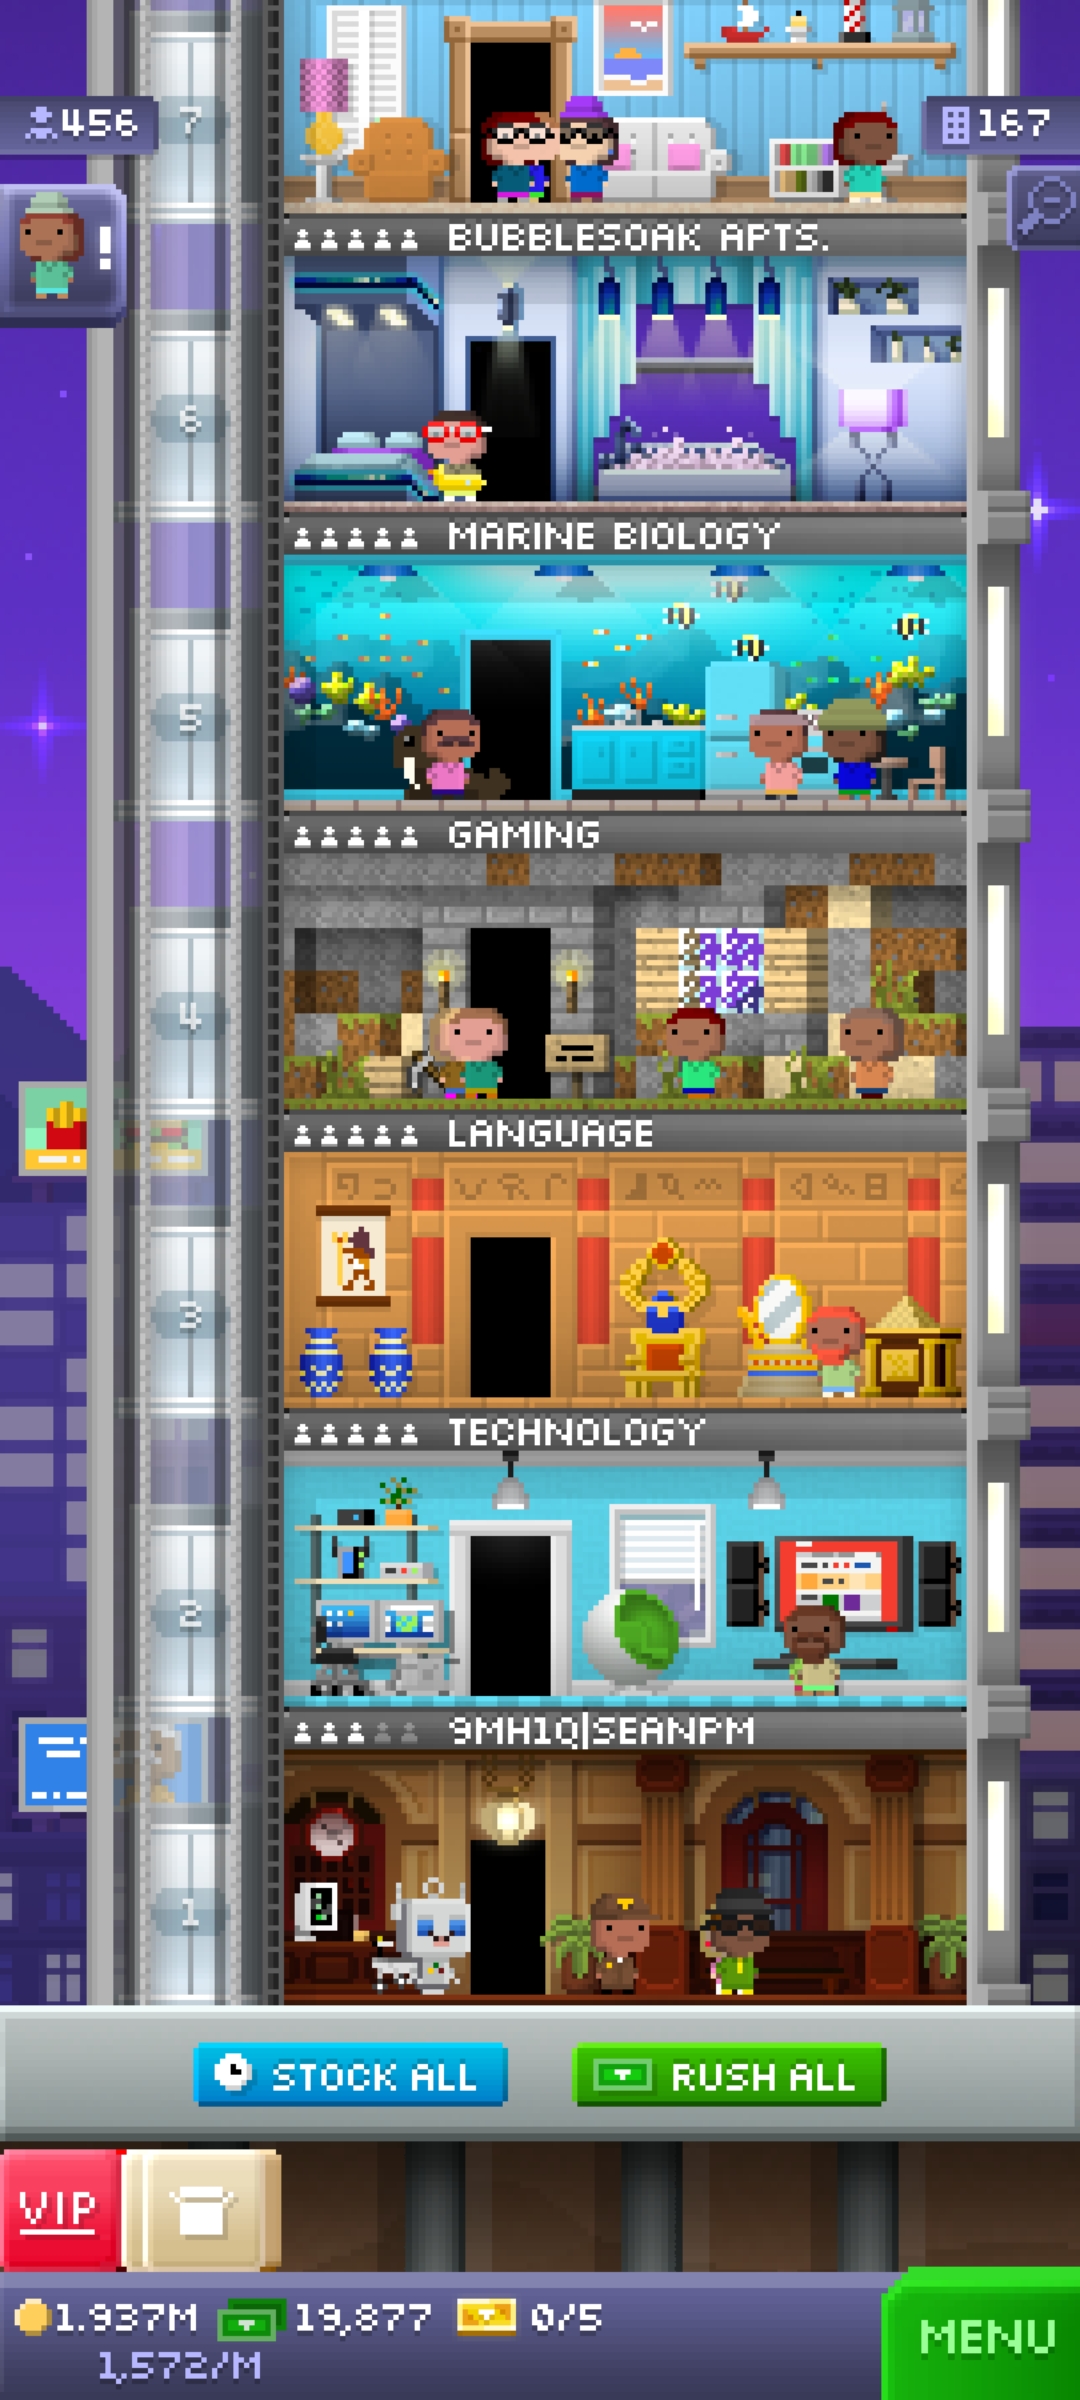 7
456
167
!
BUBBLESOAK APTS.
6
MARINE BIOLOGY
5
GAMING
4
LANGUAGE
3
TECHNOLOGY
2
9MH1Q|SEANPM
1
STOCK ALL
RUSH ALL
VIP
1.937M 19,877 0/5
1,572/M
MENU